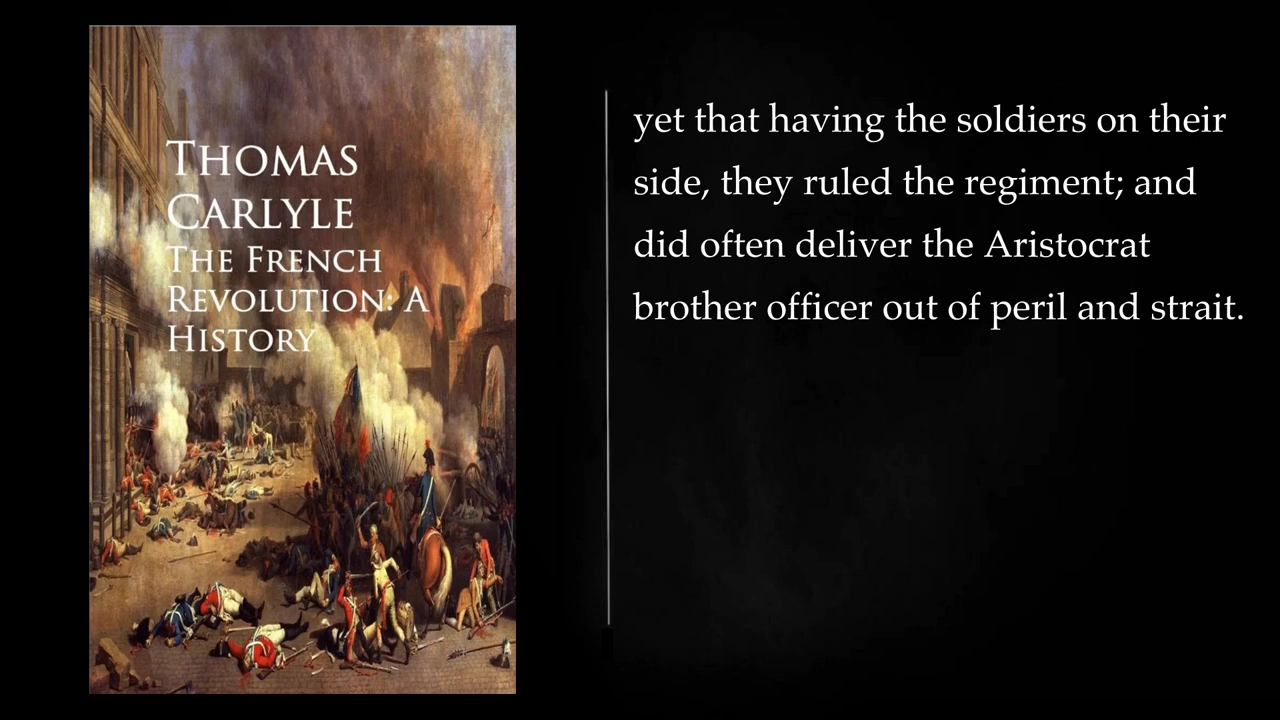 THOMAS
CARLYLE
THE FRENCH
REVOLUTION: A
HISTORY
yet that having the soldiers on their
side, they ruled the regiment; and
did often deliver the Aristocrat
brother officer out of peril and strait.